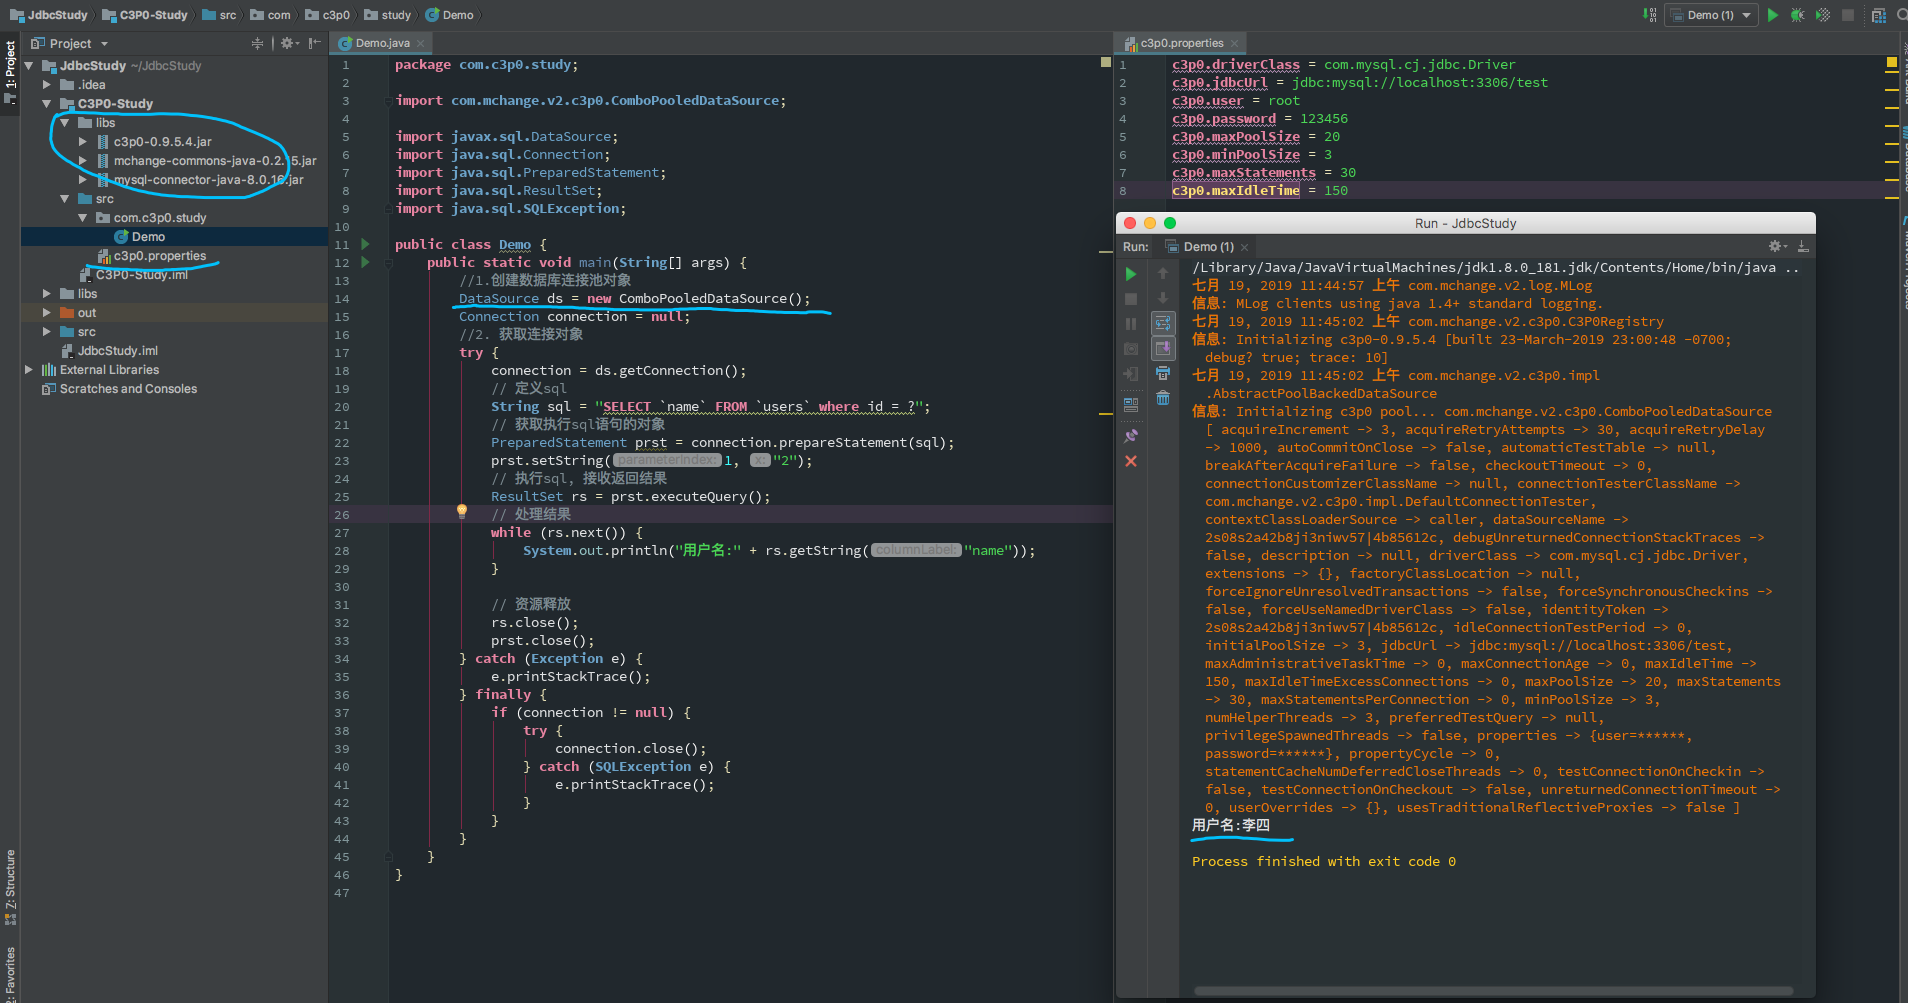 JdbcStudy C3P0-Study src com c3p0 study Demo
Demo (1)
Project
1: Project
JdbcStudy ~/JdbcStudy
.idea
C3P0-Study
libs
c3p0-0.9.5.4.jar
mchange-commons-java-0.2.15.jar
mysql-connector-java-8.0.16.jar
src
com.c3p0.study
Demo
c3p0.properties
C3P0-Study.iml
libs
out
src
JdbcStudy.iml
External Libraries
Scratches and Consoles
Z: Structure
2: Favorites
Demo.java
1 package com.c3p0.study;
2
3 import com.mchange.v2.c3p0.ComboPooledDataSource;
4
5 import javax.sql.DataSource;
6 import java.sql.Connection;
7 import java.sql.PreparedStatement;
8 import java.sql.ResultSet;
9 import java.sql.SQLException;
10
11 public class Demo {
12 public static void main(String[] args) {
13 //1.创建数据库连接池对象
14 DataSource ds = new ComboPooledDataSource();
15 Connection connection = null;
16 //2. 获取连接对象
17 try {
18 connection = ds.getConnection();
19 // 定义sql
20 String sql = "SELECT `name` FROM `users` where id = ?";
21 // 获取执行sql语句的对象
22 PreparedStatement prst = connection.prepareStatement(sql);
23 prst.setString( parameterIndex: 1, x: "2");
24 // 执行sql, 接收返回结果
25 ResultSet rs = prst.executeQuery();
26 // 处理结果
27 while (rs.next()) {
28 System.out.println("用户名:" + rs.getString( columnLabel: "name"));
29 }
30
31 // 资源释放
32 rs.close();
33 prst.close();
34 } catch (Exception e) {
35 e.printStackTrace();
36 } finally {
37 if (connection != null) {
38 try {
39 connection.close();
40 } catch (SQLException e) {
41 e.printStackTrace();
42 }
43 }
44 }
45 }
46 }
47
c3p0.properties
1 c3p0.driverClass = com.mysql.cj.jdbc.Driver
2 c3p0.jdbcUrl = jdbc:mysql://localhost:3306/test
3 c3p0.user = root
4 c3p0.password = 123456
5 c3p0.maxPoolSize = 20
6 c3p0.minPoolSize = 3
7 c3p0.maxStatements = 30
8 c3p0.maxIdleTime = 150
Run - JdbcStudy
Run: Demo (1)
/Library/Java/JavaVirtualMachines/jdk1.8.0_181.jdk/Contents/Home/bin/java ...
七月 19, 2019 11:44:57 上午 com.mchange.v2.log.MLog
信息: MLog clients using java 1.4+ standard logging.
七月 19, 2019 11:45:02 上午 com.mchange.v2.c3p0.C3P0Registry
信息: Initializing c3p0-0.9.5.4 [built 23-March-2019 23:00:48 -0700;
debug? true; trace: 10]
七月 19, 2019 11:45:02 上午 com.mchange.v2.c3p0.impl
.AbstractPoolBackedDataSource
信息: Initializing c3p0 pool... com.mchange.v2.c3p0.ComboPooledDataSource
[ acquireIncrement -> 3, acquireRetryAttempts -> 30, acquireRetryDelay
-> 1000, autoCommitOnClose -> false, automaticTestTable -> null,
breakAfterAcquireFailure -> false, checkoutTimeout -> 0,
connectionCustomizerClassName -> null, connectionTesterClassName ->
com.mchange.v2.c3p0.impl.DefaultConnectionTester,
contextClassLoaderSource -> caller, dataSourceName ->
2s08s2a42b8ji3niwv57|4b85612c, debugUnreturnedConnectionStackTraces ->
false, description -> null, driverClass -> com.mysql.cj.jdbc.Driver,
extensions -> {}, factoryClassLocation -> null,
forceIgnoreUnresolvedTransactions -> false, forceSynchronousCheckins ->
false, forceUseNamedDriverClass -> false, identityToken ->
2s08s2a42b8ji3niwv57|4b85612c, idleConnectionTestPeriod -> 0,
initialPoolSize -> 3, jdbcUrl -> jdbc:mysql://localhost:3306/test,
maxAdministrativeTaskTime -> 0, maxConnectionAge -> 0, maxIdleTime ->
150, maxIdleTimeExcessConnections -> 0, maxPoolSize -> 20, maxStatements
-> 30, maxStatementsPerConnection -> 0, minPoolSize -> 3,
numHelperThreads -> 3, preferredTestQuery -> null,
privilegeSpawnedThreads -> false, properties -> {user=******,
password=******}, propertyCycle -> 0,
statementCacheNumDeferredCloseThreads -> 0, testConnectionOnCheckin ->
false, testConnectionOnCheckout -> false, unreturnedConnectionTimeout ->
0, userOverrides -> {}, usesTraditionalReflectiveProxies -> false ]
用户名:李四
Process finished with exit code 0